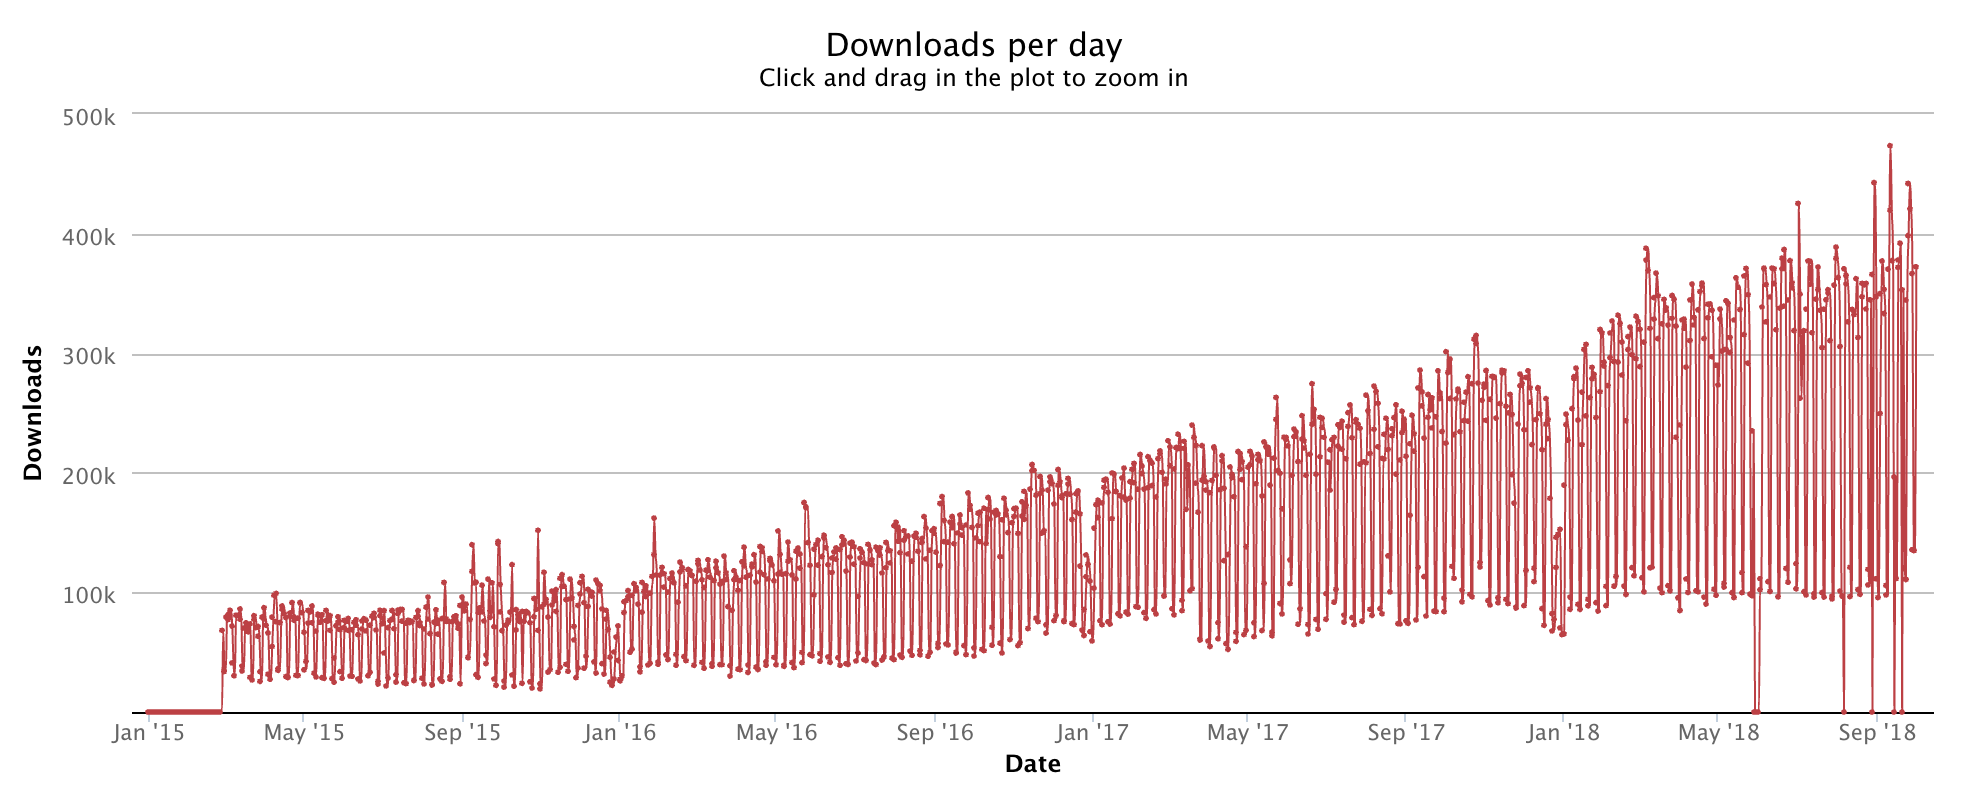 Downloads per day
Click and drag in the plot to zoom in
500k
400k
300k
200k
100k
Downloads
Jan '15
May '15
Sep '15
Jan '16
May '16
Sep '16
Jan '17
May '17
Sep '17
Jan '18
May '18
Sep '18
Date